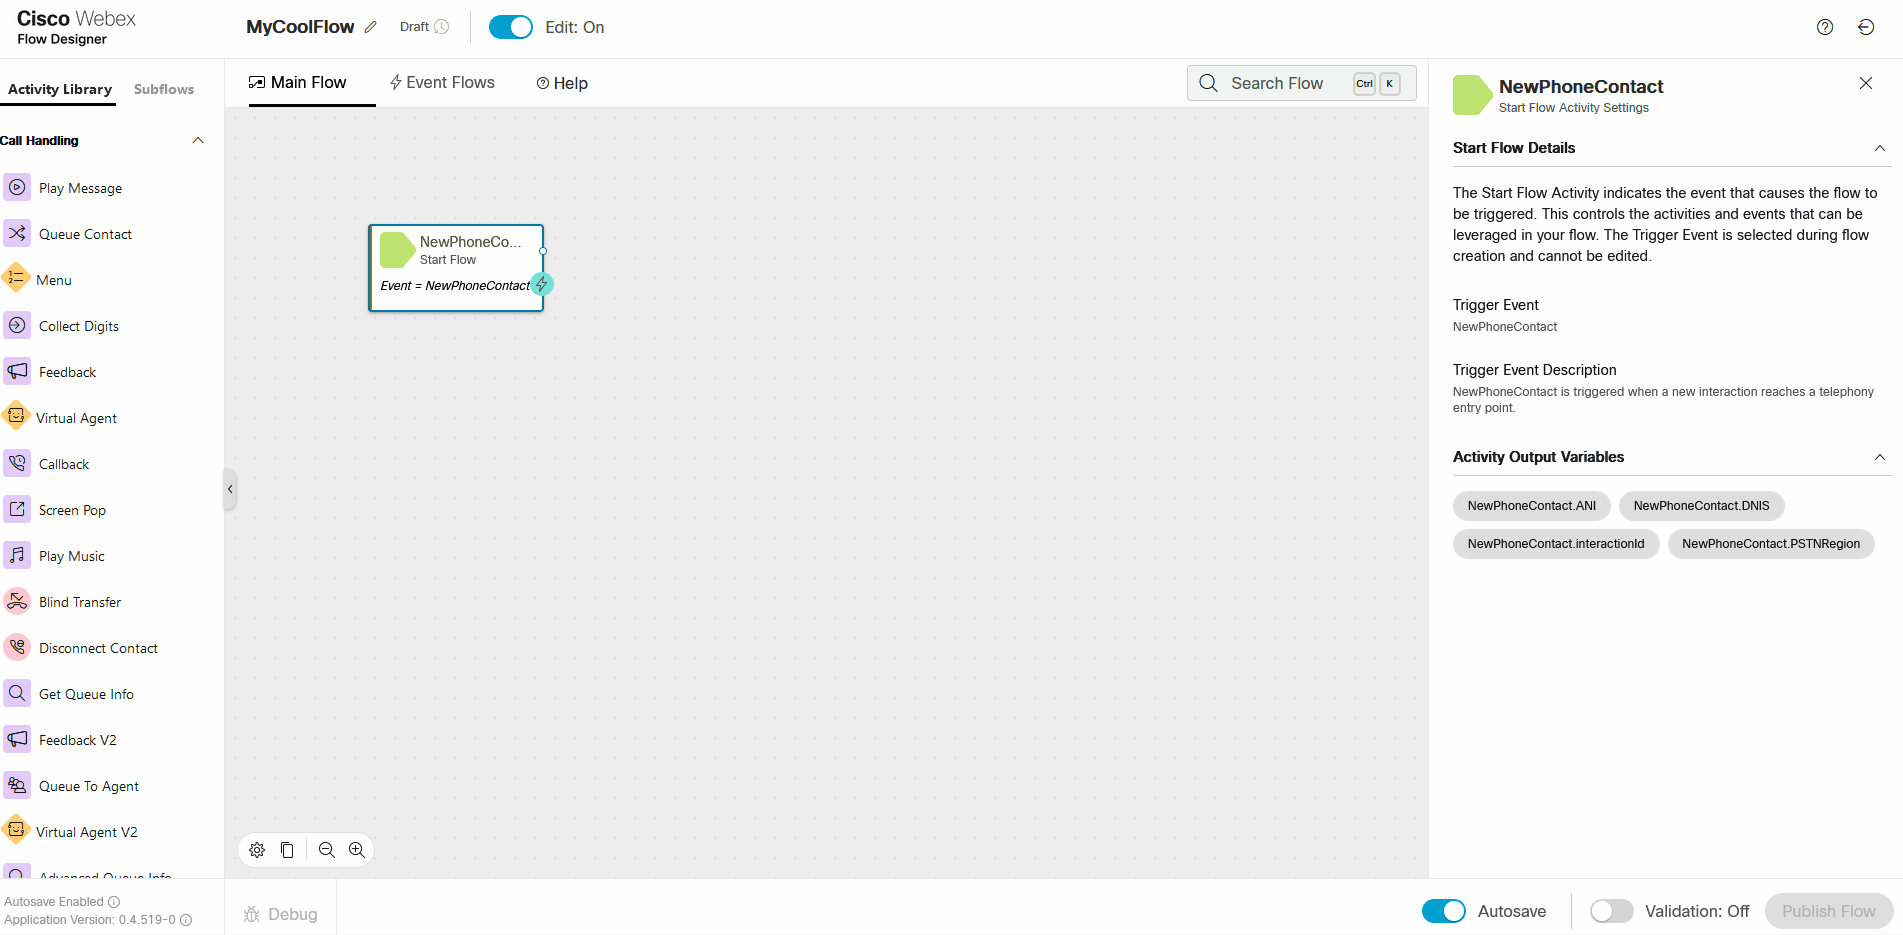 Cisco Webex
Flow Designer
MyCoolFlow
Draft
Edit: On
Activity Library
Subflows
Call Handling
Play Message
Queue Contact
Menu
Collect Digits
Feedback
Virtual Agent
Callback
Screen Pop
Play Music
Blind Transfer
Disconnect Contact
Get Queue Info
Feedback V2
Queue To Agent
Virtual Agent V2
Advanced Queue Info
Autosave Enabled
Application Version: 0.4.519-0
Main Flow
Event Flows
Help
Search Flow
Ctrl
K
NewPhoneCo...
Start Flow
Event = NewPhoneContact
Debug
NewPhoneContact
Start Flow Activity Settings
Start Flow Details
The Start Flow Activity indicates the event that causes the flow to
be triggered. This controls the activities and events that can be
leveraged in your flow. The Trigger Event is selected during flow
creation and cannot be edited.
Trigger Event
NewPhoneContact
Trigger Event Description
NewPhoneContact is triggered when a new interaction reaches a telephony
entry point.
Activity Output Variables
NewPhoneContact.ANI
NewPhoneContact.DNIS
NewPhoneContact.interactionId
NewPhoneContact.PSTNRegion
Autosave
Validation: Off
Publish Flow